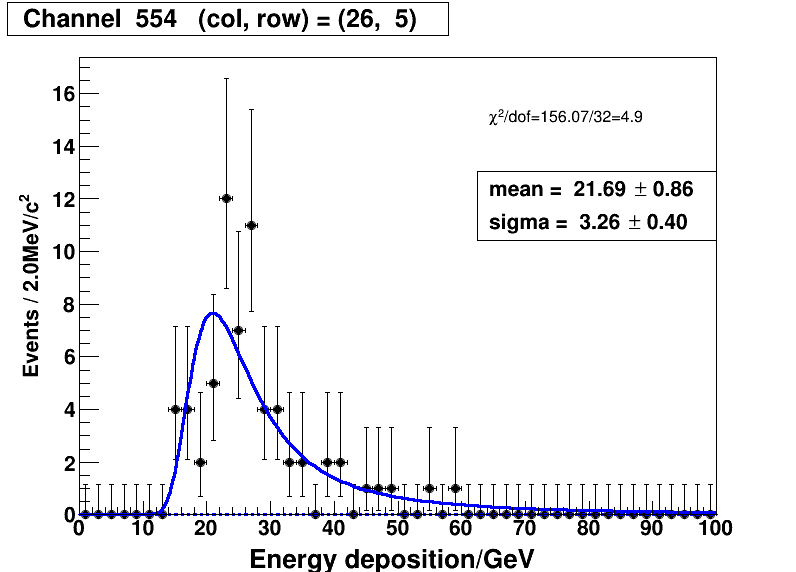 Channel 554 (col, row) = (26, 5)
χ²/dof=156.07/32=4.9
mean = 21.69 ± 0.86
sigma = 3.26 ± 0.40
Events / 2.0MeV/c²
16
14
12
10
8
6
4
2
0
0 10 20 30 40 50 60 70 80 90 100
Energy deposition/GeV